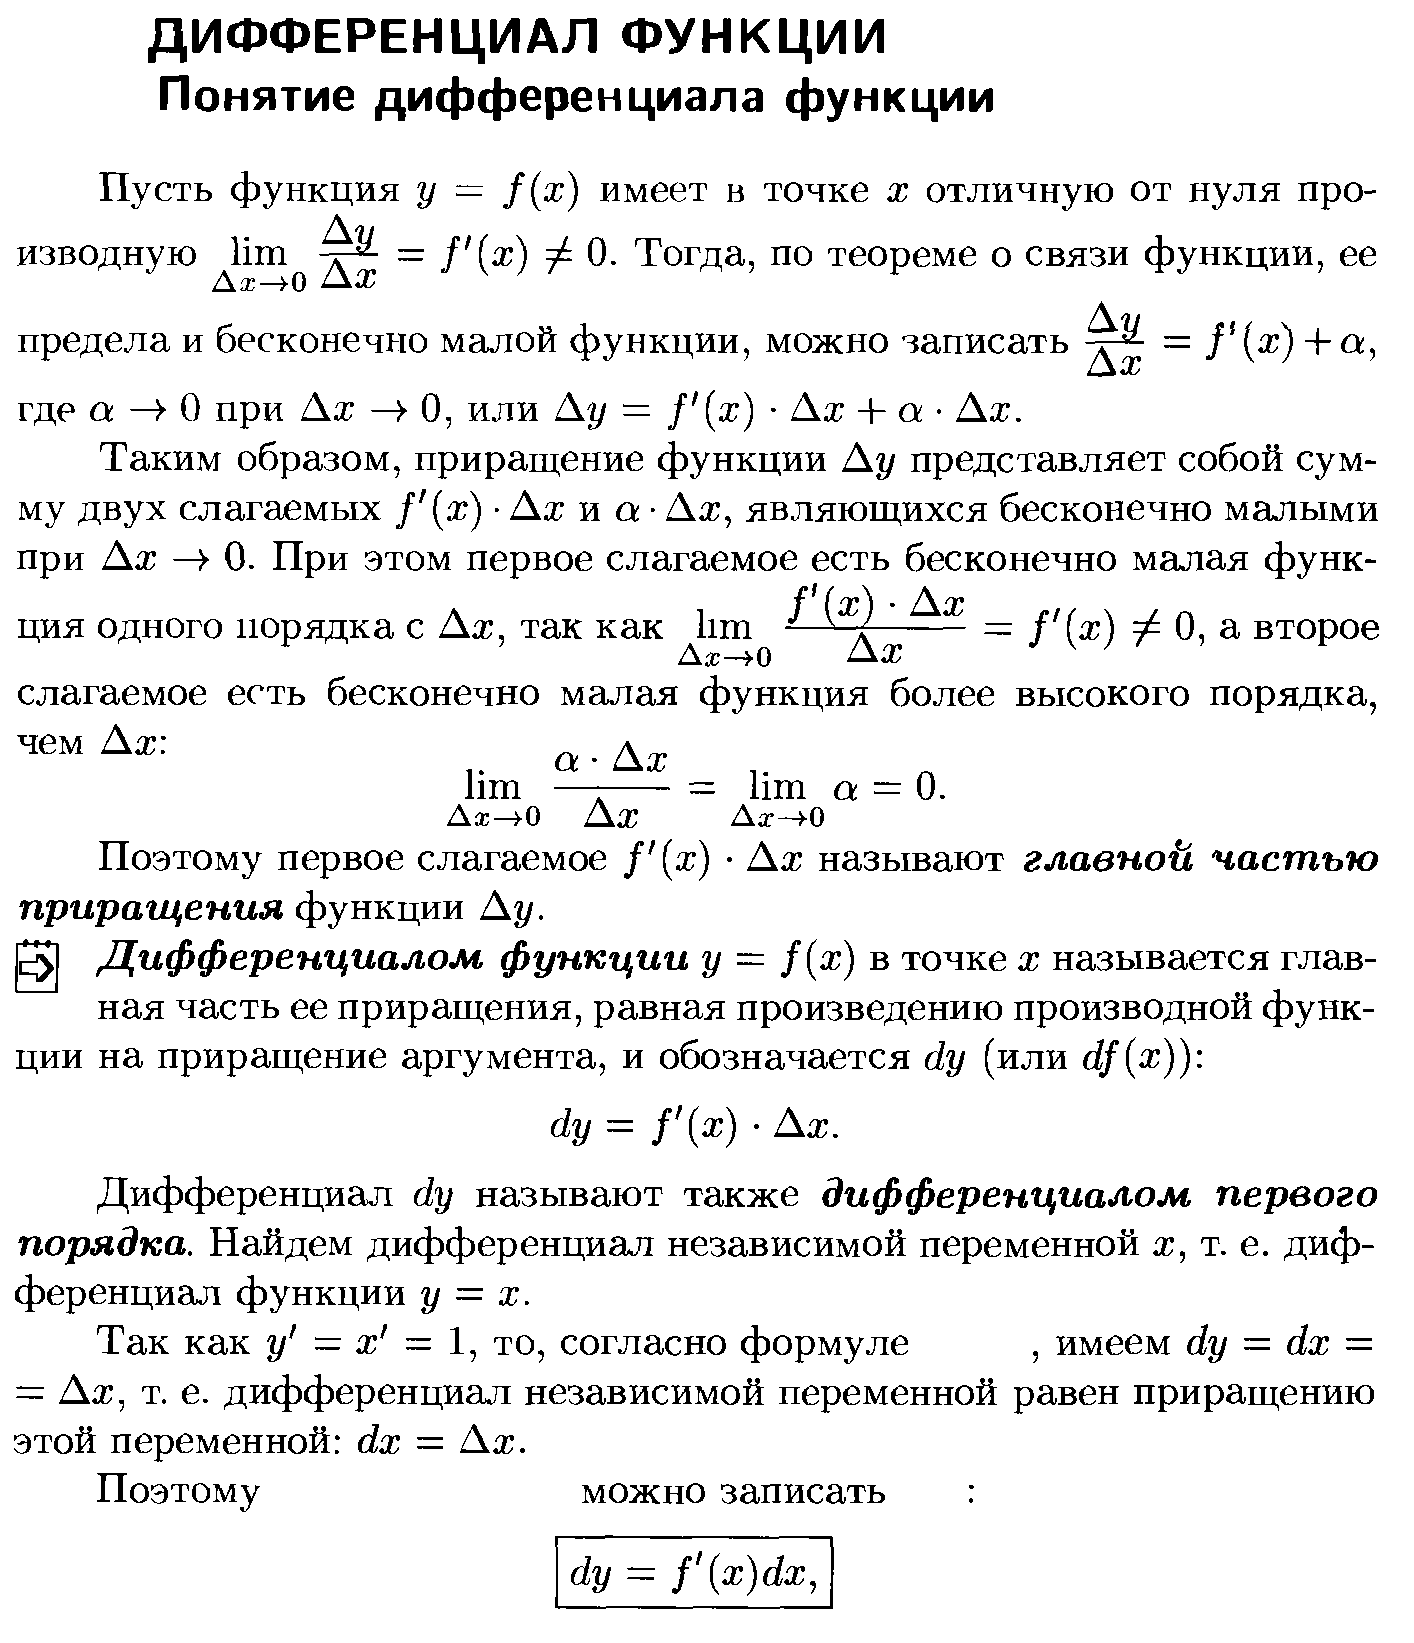 ДИФФЕРЕНЦИАЛ ФУНКЦИИ
Понятие дифференциала функции
Пусть функция y = f(x) имеет в точке x отличную от нуля про-
изводную lim_{Δx→0} Δy/Δx = f′(x) ≠ 0. Тогда, по теореме о связи функции, ее
предела и бесконечно малой функции, можно записать Δy/Δx = f′(x) + α,
где α → 0 при Δx → 0, или Δy = f′(x) · Δx + α · Δx.
Таким образом, приращение функции Δy представляет собой сум-
му двух слагаемых f′(x) · Δx и α · Δx, являющихся бесконечно малыми
при Δx → 0. При этом первое слагаемое есть бесконечно малая функ-
ция одного порядка с Δx, так как lim_{Δx→0} f′(x) · Δx/Δx = f′(x) ≠ 0, а второе
слагаемое есть бесконечно малая функция более высокого порядка,
чем Δx:
lim_{Δx→0} α · Δx/Δx = lim_{Δx→0} α = 0.
Поэтому первое слагаемое f′(x) · Δx называют главной частью
приращения функции Δy.
Дифференциалом функции y = f(x) в точке x называется глав-
ная часть ее приращения, равная произведению производной функ-
ции на приращение аргумента, и обозначается dy (или df(x)):
dy = f′(x) · Δx.
Дифференциал dy называют также дифференциалом первого
порядка. Найдем дифференциал независимой переменной x, т. е. диф-
ференциал функции y = x.
Так как y′ = x′ = 1, то, согласно формуле , имеем dy = dx =
= Δx, т. е. дифференциал независимой переменной равен приращению
этой переменной: dx = Δx.
Поэтому можно записать :
dy = f′(x)dx,